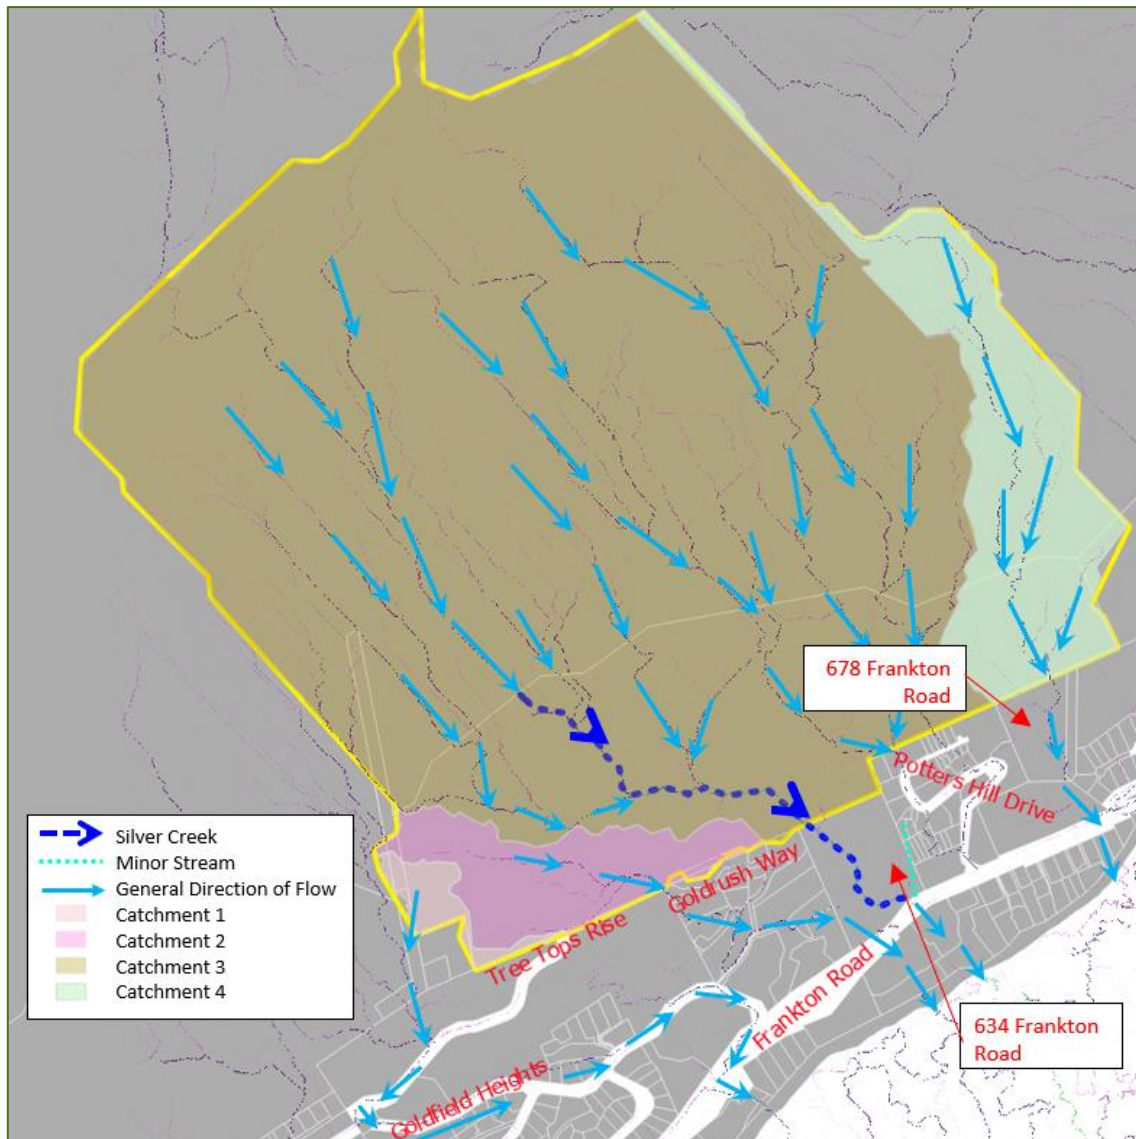 678 Frankton
Road
Potters Hill Drive
Goldrush Way
Tree Tops Rise
Frankton Road
634 Frankton
Road
Goldfield Heights
Silver Creek
Minor Stream
General Direction of Flow
Catchment 1
Catchment 2
Catchment 3
Catchment 4